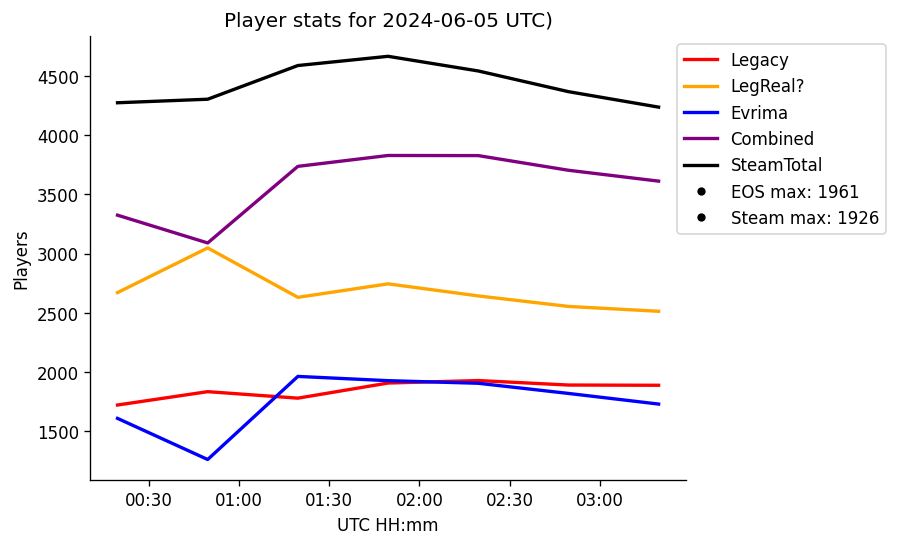 Player stats for 2024-06-05 UTC)
Legacy
LegReal?
Evrima
Combined
SteamTotal
EOS max: 1961
Steam max: 1926
Players
4500
4000
3500
3000
2500
2000
1500
00:30 01:00 01:30 02:00 02:30 03:00
UTC HH:mm